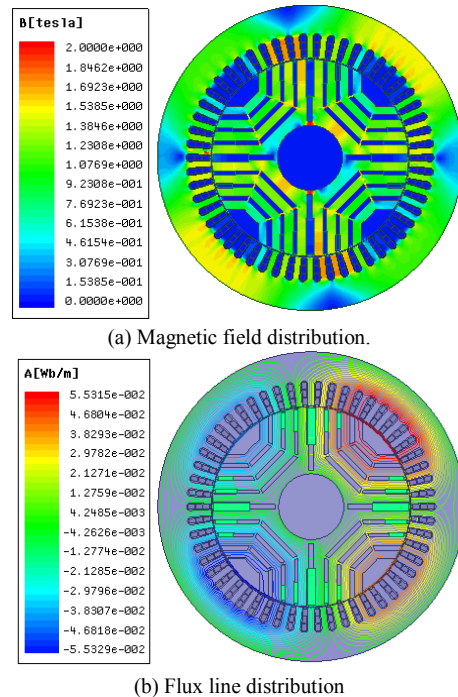 B[tesla]
2.0000e+000
1.8462e+000
1.6923e+000
1.5385e+000
1.3846e+000
1.2308e+000
1.0769e+000
9.2308e-001
7.6923e-001
6.1538e-001
4.6154e-001
3.0769e-001
1.5385e-001
0.0000e+000
(a) Magnetic field distribution.
A[Wb/m]
5.5315e-002
4.6804e-002
3.8293e-002
2.9782e-002
2.1271e-002
1.2759e-002
4.2485e-003
-4.2626e-003
-1.2774e-002
-2.1285e-002
-2.9796e-002
-3.8307e-002
-4.6818e-002
-5.5329e-002
(b) Flux line distribution